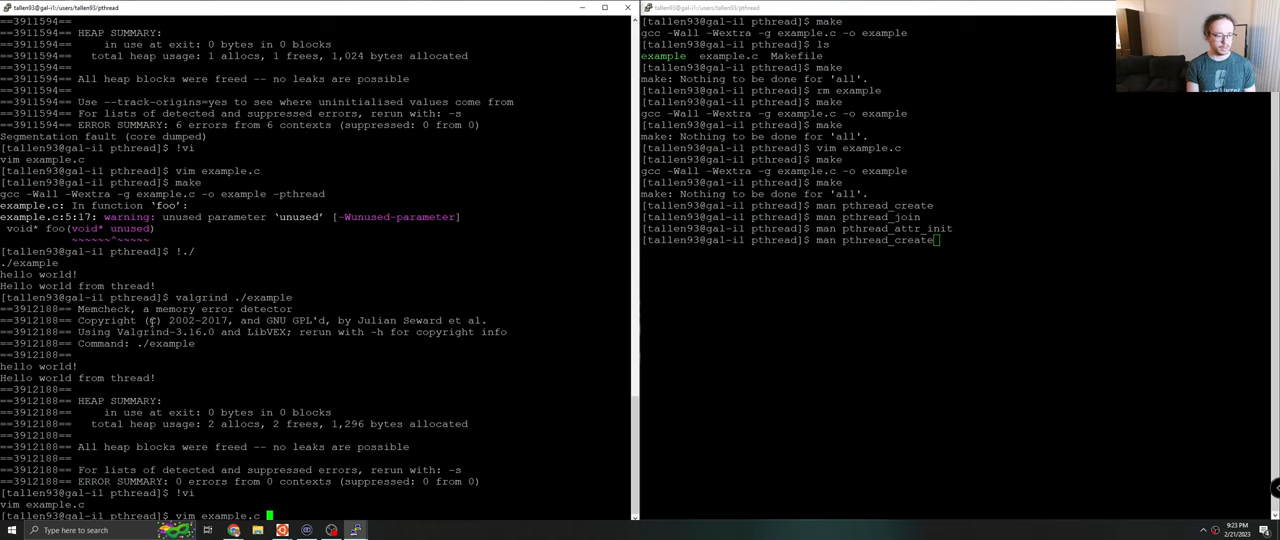 tallen93@gal-i1:/users/tallen93/pthread
==3911594==
==3911594== HEAP SUMMARY:
==3911594==     in use at exit: 0 bytes in 0 blocks
==3911594==   total heap usage: 1 allocs, 1 frees, 1,024 bytes allocated
==3911594==
==3911594== All heap blocks were freed -- no leaks are possible
==3911594==
==3911594== Use --track-origins=yes to see where uninitialised values come from
==3911594== For lists of detected and suppressed errors, rerun with: -s
==3911594== ERROR SUMMARY: 6 errors from 6 contexts (suppressed: 0 from 0)
Segmentation fault (core dumped)
[tallen93@gal-i1 pthread]$ !vi
vim example.c
[tallen93@gal-i1 pthread]$ vim example.c
[tallen93@gal-i1 pthread]$ make
gcc -Wall -Wextra -g example.c -o example -pthread
example.c: In function ‘foo’:
example.c:5:17: warning: unused parameter ‘unused’ [-Wunused-parameter]
 void* foo(void* unused)
           ~~~~~~^~~~~~
[tallen93@gal-i1 pthread]$ !./
./example
hello world!
Hello world from thread!
[tallen93@gal-i1 pthread]$ valgrind ./example
==3912188== Memcheck, a memory error detector
==3912188== Copyright (C) 2002-2017, and GNU GPL'd, by Julian Seward et al.
==3912188== Using Valgrind-3.16.0 and LibVEX; rerun with -h for copyright info
==3912188== Command: ./example
==3912188==
hello world!
Hello world from thread!
==3912188==
==3912188== HEAP SUMMARY:
==3912188==     in use at exit: 0 bytes in 0 blocks
==3912188==   total heap usage: 2 allocs, 2 frees, 1,296 bytes allocated
==3912188==
==3912188== All heap blocks were freed -- no leaks are possible
==3912188==
==3912188== For lists of detected and suppressed errors, rerun with: -s
==3912188== ERROR SUMMARY: 0 errors from 0 contexts (suppressed: 0 from 0)
[tallen93@gal-i1 pthread]$ !vi
vim example.c
[tallen93@gal-i1 pthread]$ vim example.c
tallen93@gal-i1:/users/tallen93/pthread
[tallen93@gal-i1 pthread]$ make
gcc -Wall -Wextra -g example.c -o example
[tallen93@gal-i1 pthread]$ ls
example  example.c  Makefile
[tallen93@gal-i1 pthread]$ make
make: Nothing to be done for 'all'.
[tallen93@gal-i1 pthread]$ rm example
[tallen93@gal-i1 pthread]$ make
gcc -Wall -Wextra -g example.c -o example
[tallen93@gal-i1 pthread]$ make
make: Nothing to be done for 'all'.
[tallen93@gal-i1 pthread]$ vim example.c
[tallen93@gal-i1 pthread]$ make
gcc -Wall -Wextra -g example.c -o example
[tallen93@gal-i1 pthread]$ make
make: Nothing to be done for 'all'.
[tallen93@gal-i1 pthread]$ man pthread_create
[tallen93@gal-i1 pthread]$ man pthread_join
[tallen93@gal-i1 pthread]$ man pthread_attr_init
[tallen93@gal-i1 pthread]$ man pthread_create
Type here to search
9:23 PM
2/21/2023